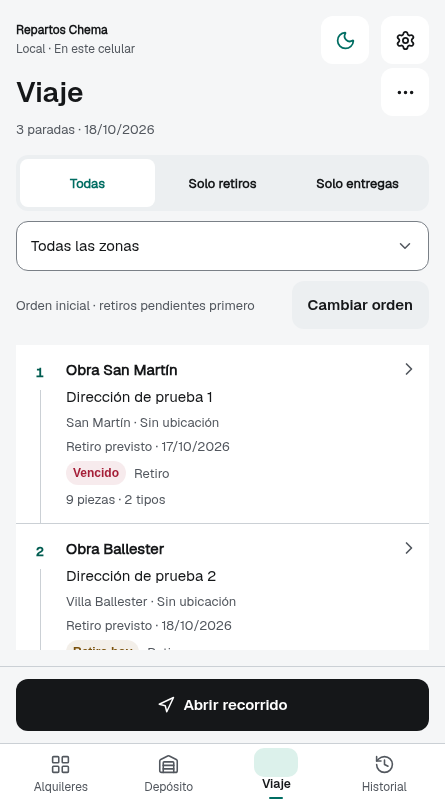 Repartos Chema
Local · En este celular
Viaje
3 paradas · 18/10/2026
Todas
Solo retiros
Solo entregas
Todas las zonas
Orden inicial · retiros pendientes primero
Cambiar orden
1
Obra San Martín
Dirección de prueba 1
San Martín · Sin ubicación
Retiro previsto · 17/10/2026
Vencido
Retiro
9 piezas · 2 tipos
2
Obra Ballester
Dirección de prueba 2
Villa Ballester · Sin ubicación
Retiro previsto · 18/10/2026
Retiro hoy
Retiro
Abrir recorrido
Alquileres
Depósito
Viaje
Historial